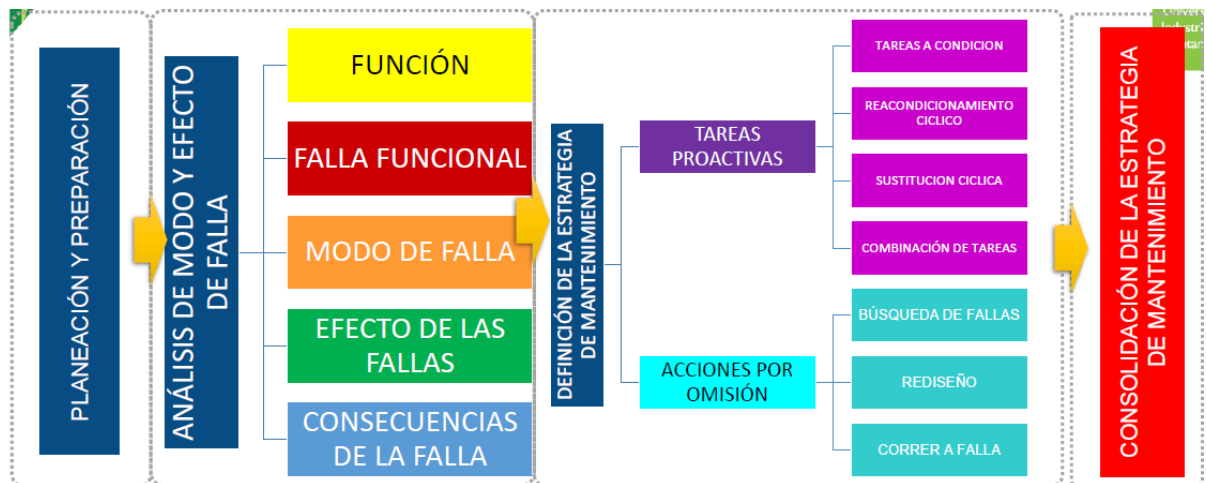 PLANEACIÓN Y PREPARACIÓN
ANÁLISIS DE MODO Y EFECTO
DE FALLA
FUNCIÓN
FALLA FUNCIONAL
MODO DE FALLA
EFECTO DE LAS
FALLAS
CONSECUENCIAS
DE LA FALLA
DEFINICIÓN DE LA ESTRATEGIA
DE MANTENIMIENTO
TAREAS
PROACTIVAS
TAREAS A CONDICION
REACONDICIONAMIENTO
CICLICO
SUSTITUCION CICLICA
COMBINACIÓN DE TAREAS
ACCIONES POR
OMISIÓN
BÚSQUEDA DE FALLAS
REDISEÑO
CORRER A FALLA
CONSOLIDACIÓN DE LA ESTRATEGIA
DE MANTENIMIENTO